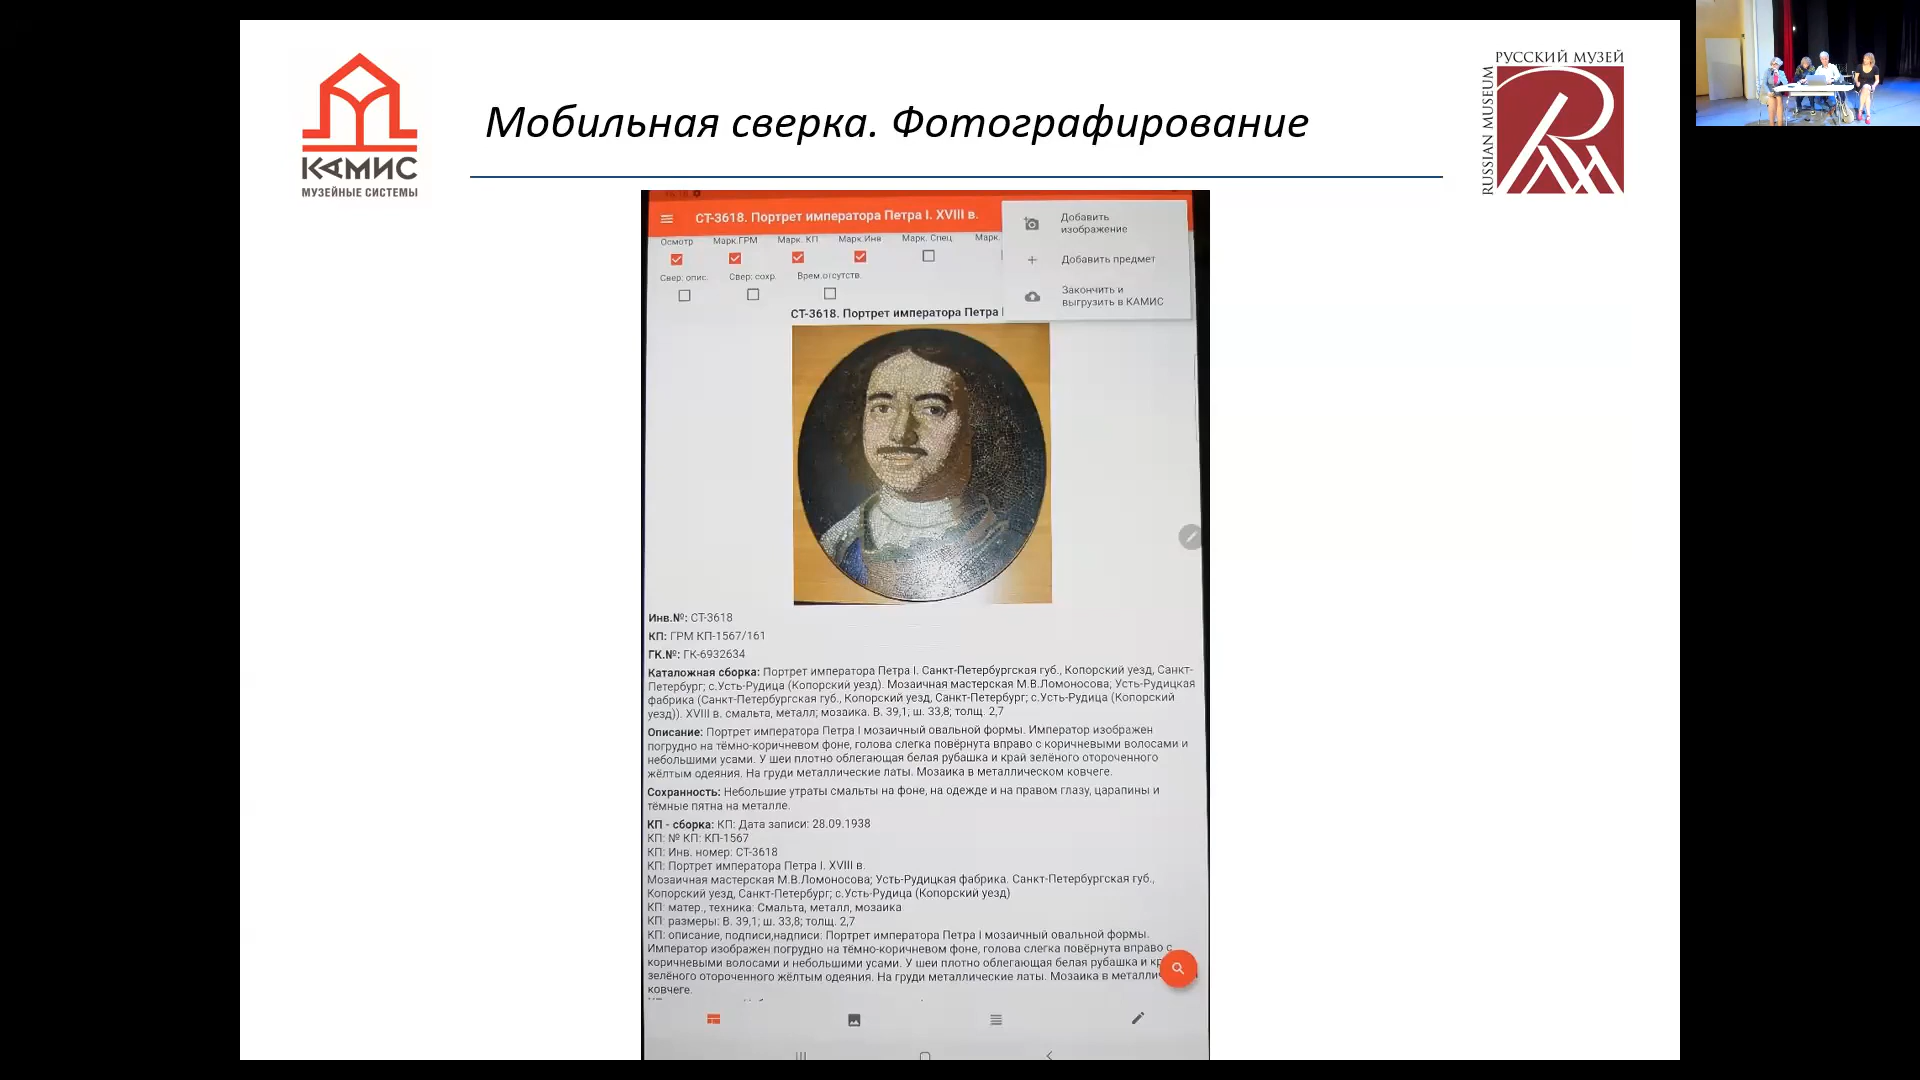 КАМИС
МУЗЕЙНЫЕ СИСТЕМЫ
Мобильная сверка. Фотографирование
РУССКИЙ МУЗЕЙ
RUSSIAN MUSEUM
СТ-3618. Портрет императора Петра I. XVIII в.
Добавить
изображение
Добавить предмет
Закончить и
выгрузить в КАМИС
Осмотр Марк.ГРМ Марк. КП Марк.Инв Марк. Спец Марк.
Свер: опис. Свер: сохр. Врем.отсутств.
СТ-3618. Портрет императора Петра I
Инв.№: СТ-3618
КП: ГРМ КП-1567/161
ГК.№: ГК-6932634
Каталожная сборка: Портрет императора Петра I. Санкт-Петербургская губ., Копорский уезд, Санкт-
Петербург; с.Усть-Рудица (Копорский уезд). Мозаичная мастерская М.В.Ломоносова; Усть-Рудицкая
фабрика (Санкт-Петербургская губ., Копорский уезд, Санкт-Петербург; с.Усть-Рудица (Копорский
уезд)). XVIII в. смальта, металл; мозаика. В. 39,1; ш. 33,8; толщ. 2,7
Описание: Портрет императора Петра I мозаичный овальной формы. Император изображен
погрудно на тёмно-коричневом фоне, голова слегка повёрнута вправо с коричневыми волосами и
небольшими усами. У шеи плотно облегающая белая рубашка и край зелёного отороченного
жёлтым одеяния. На груди металлические латы. Мозаика в металлическом ковчеге.
Сохранность: Небольшие утраты смальты на фоне, на одежде и на правом глазу, царапины и
тёмные пятна на металле.
КП - сборка: КП: Дата записи: 28.09.1938
КП: № КП: КП-1567
КП: Инв. номер: СТ-3618
КП: Портрет императора Петра I. XVIII в.
Мозаичная мастерская М.В.Ломоносова; Усть-Рудицкая фабрика. Санкт-Петербургская губ.,
Копорский уезд, Санкт-Петербург; с.Усть-Рудица (Копорский уезд)
КП: матер., техника: Смальта, металл, мозаика
КП: размеры: В. 39,1; ш. 33,8; толщ. 2,7
КП: описание, подписи,надписи: Портрет императора Петра I мозаичный овальной формы.
Император изображен погрудно на тёмно-коричневом фоне, голова слегка повёрнута вправо с
коричневыми волосами и небольшими усами. У шеи плотно облегающая белая рубашка и кр
зелёного отороченного жёлтым одеяния. На груди металлические латы. Мозаика в металлич
ковчеге.